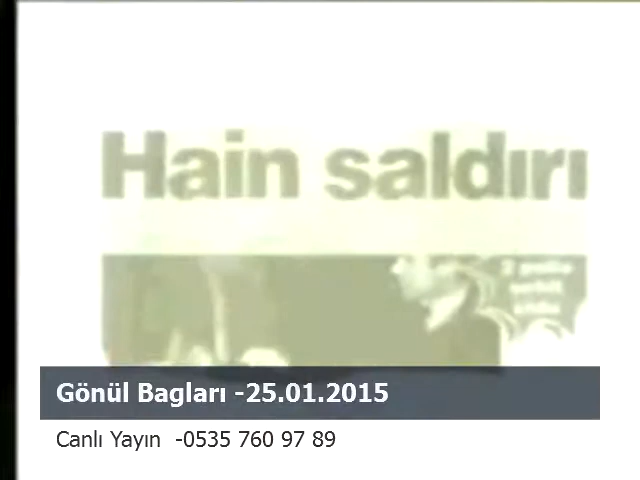 Hain saldırı
Gönül Bagları -25.01.2015
Canlı Yayın -0535 760 97 89